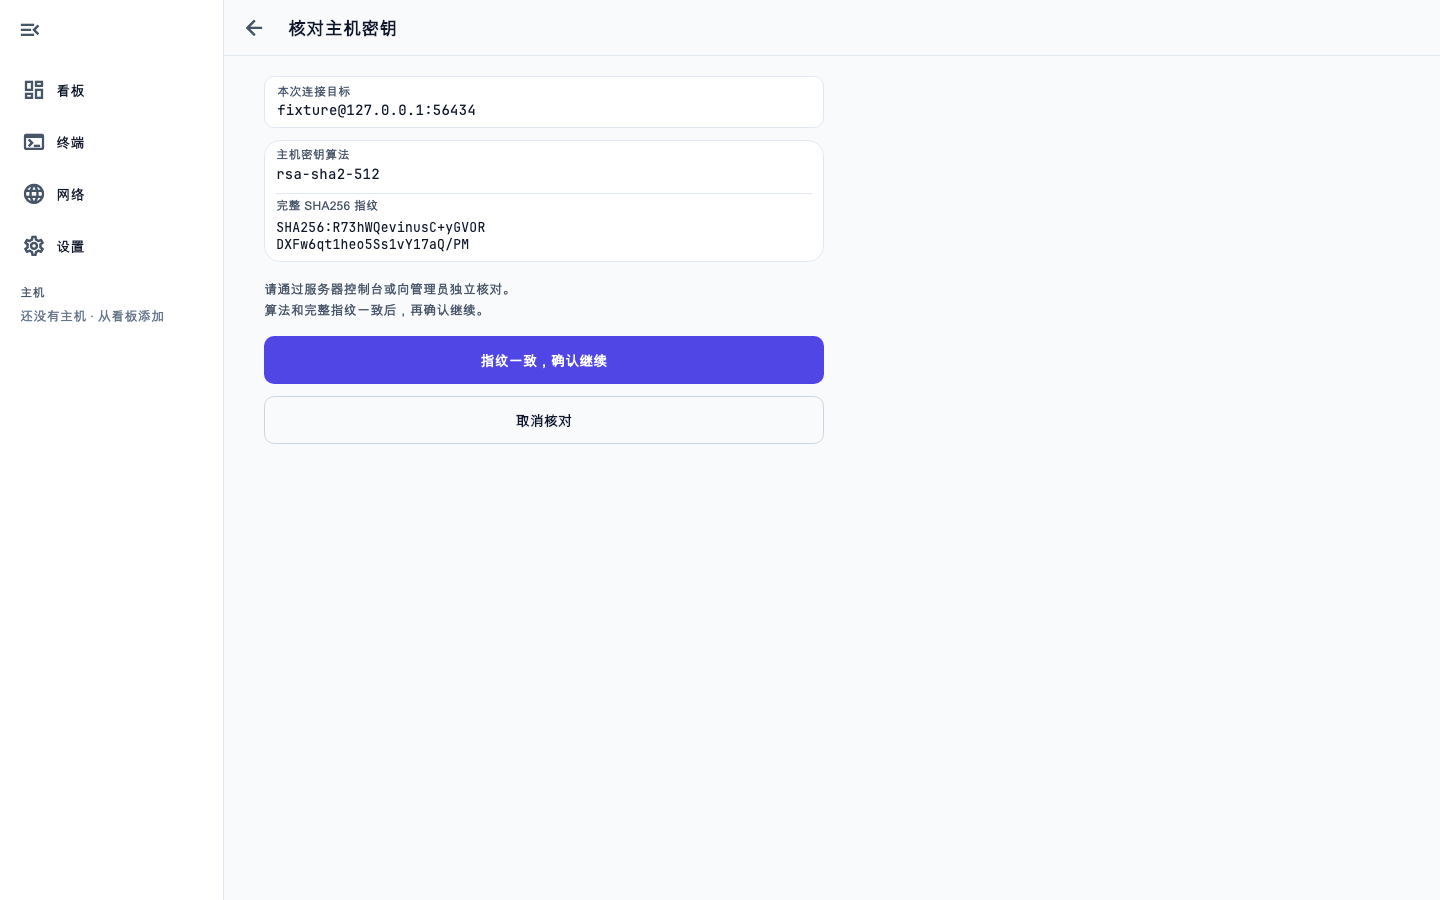 核对主机密钥
看板
终端
网络
设置
主机
还没有主机 · 从看板添加
本次连接目标
fixture@127.0.0.1:56434
主机密钥算法
rsa-sha2-512
完整 SHA256 指纹
SHA256:R73hWQevinusC+yGVOR
DXFw6qt1heo5Ss1vY17aQ/PM
请通过服务器控制台或向管理员独立核对。
算法和完整指纹一致后，再确认继续。
指纹一致，确认继续
取消核对